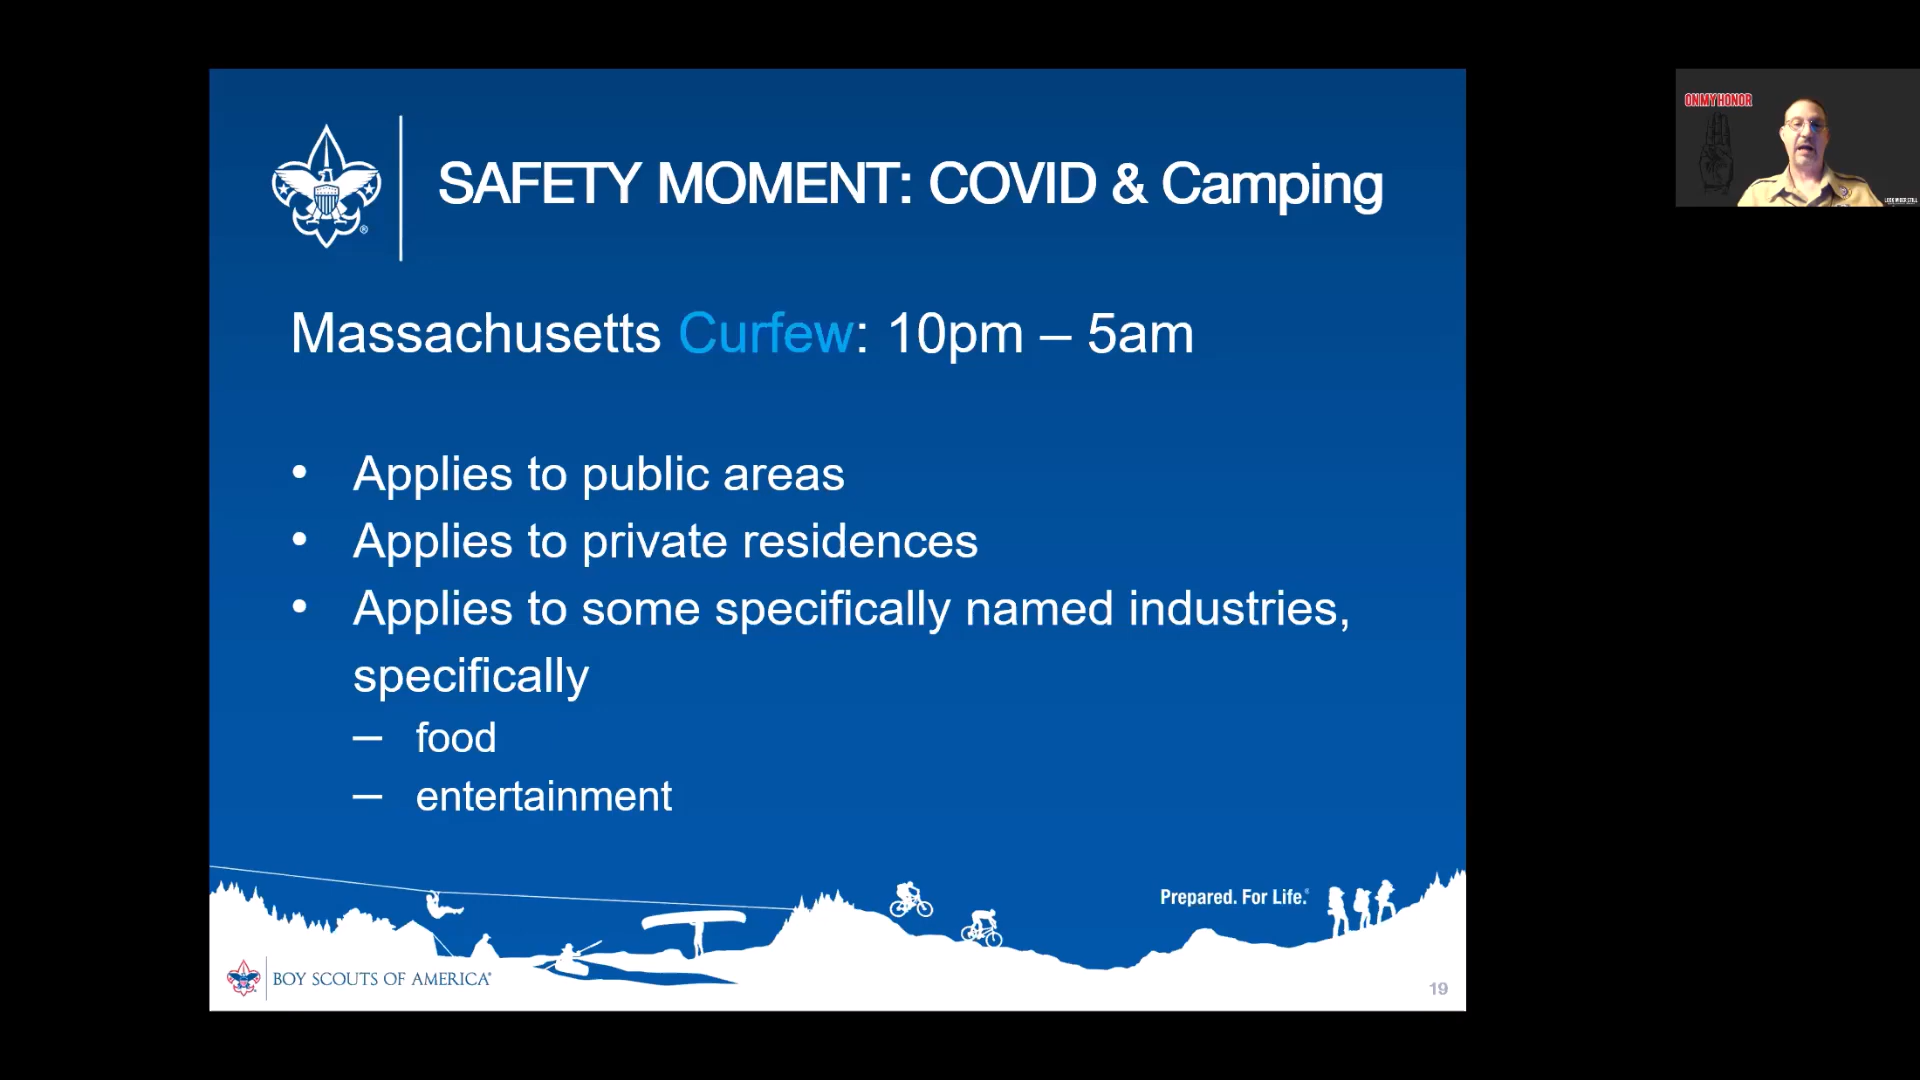 SAFETY MOMENT: COVID & Camping
ON MY HONOR
Massachusetts Curfew: 10pm – 5am
• Applies to public areas
• Applies to private residences
• Applies to some specifically named industries,
specifically
– food
– entertainment
Prepared. For Life.®
BOY SCOUTS OF AMERICA®
19